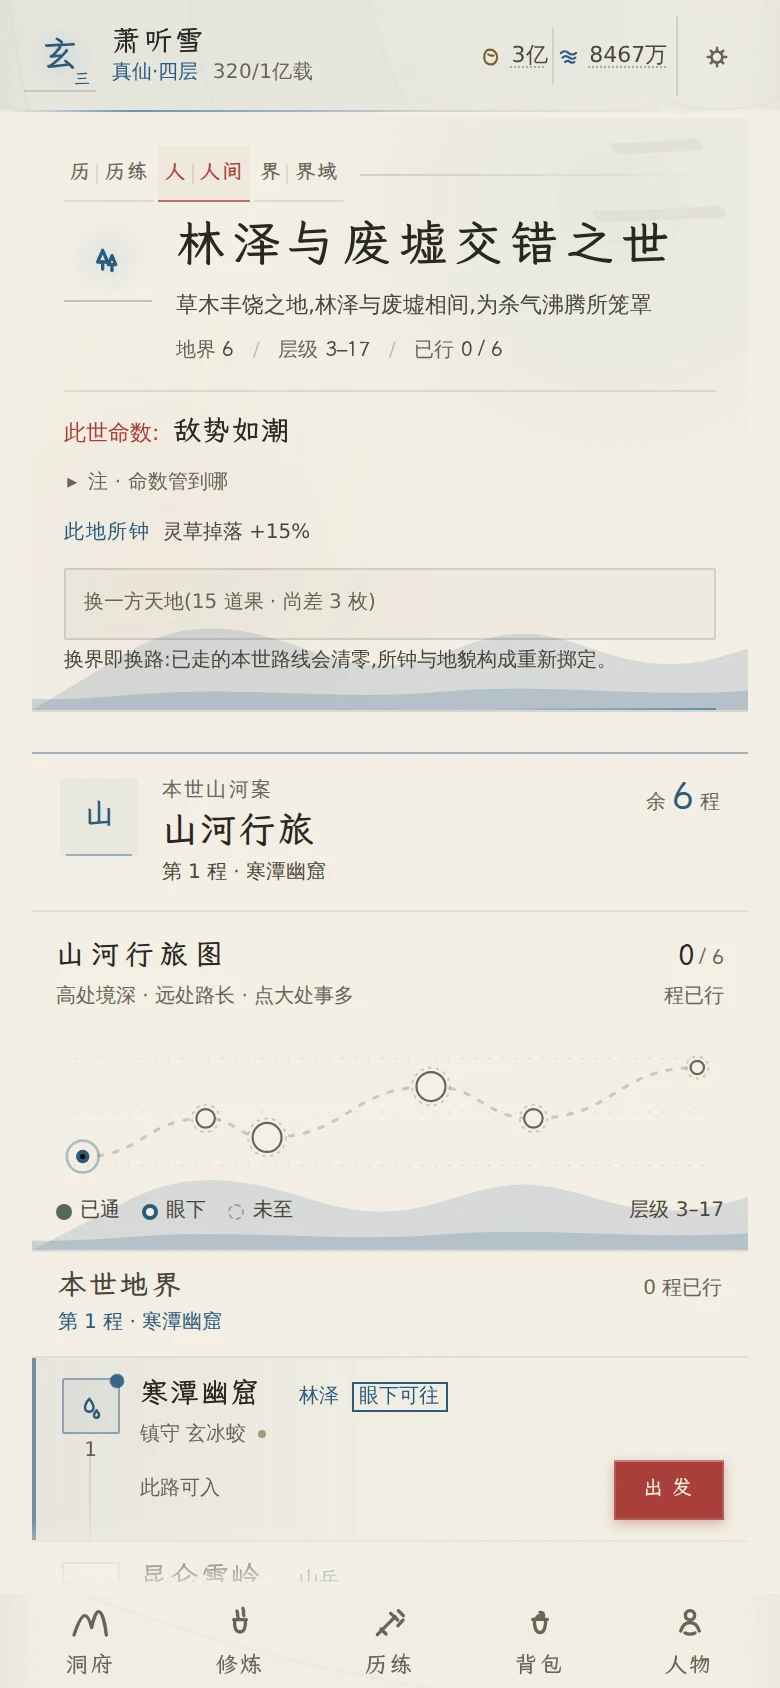 玄三
萧听雪
真仙·四层 320/1亿载
3亿 8467万
历 历练 人 人间 界 界域
林泽与废墟交错之世
草木丰饶之地,林泽与废墟相间,为杀气沸腾所笼罩
地界 6 / 层级 3–17 / 已行 0 / 6
此世命数: 敌势如潮
▸ 注 · 命数管到哪
此地所钟 灵草掉落 +15%
换一方天地(15 道果 · 尚差 3 枚)
换界即换路:已走的本世路线会清零,所钟与地貌构成重新掷定。
山
本世山河案
山河行旅
第 1 程 · 寒潭幽窟
余 6 程
山河行旅图
0 / 6
高处境深 · 远处路长 · 点大处事多
程已行
已通 眼下 未至 层级 3–17
本世地界
0 程已行
第 1 程 · 寒潭幽窟
寒潭幽窟 林泽 眼下可往
镇守 玄冰蛟
1
此路可入
出发
昆仑雪岭 山岳
洞府 修炼 历练 背包 人物